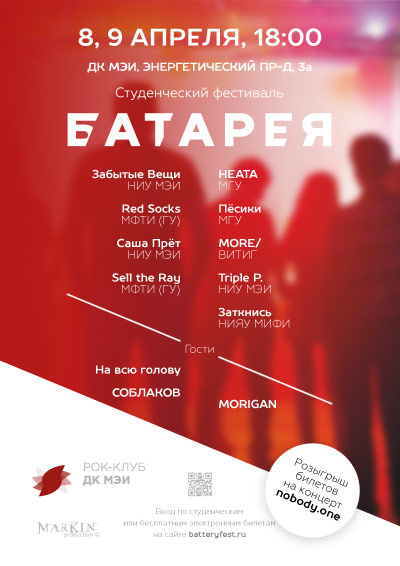 8, 9 АПРЕЛЯ, 18:00
ДК МЭИ, ЭНЕРГЕТИЧЕСКИЙ ПР-Д, 3а
Студенческий фестиваль
БАТАРЕЯ
Забытые Вещи
НИУ МЭИ
Red Socks
МФТИ (ГУ)
Саша Прёт
НИУ МЭИ
Sell the Ray
МФТИ (ГУ)
НЕАТА
МГУ
Пёсики
МГУ
MORE/
ВИТИГ
Triple P.
НИУ МЭИ
Заткнись
НИЯУ МИФИ
Гости
На всю голову
СОБЛАКОВ
MORIGAN
РОК-КЛУБ
ДК МЭИ
MARKIN
production
Розыгрыш
билетов
на концерт
nobody.one
Вход по студенческим
или бесплатным электронным билетам
на сайте batteryfest.ru